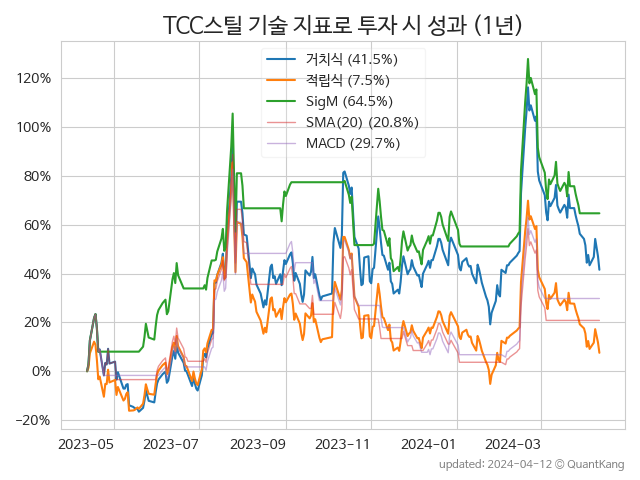 TCC스틸 기술 지표로 투자 시 성과 (1년)
거치식 (41.5%)
적립식 (7.5%)
SigM (64.5%)
SMA(20) (20.8%)
MACD (29.7%)
120%
100%
80%
60%
40%
20%
0%
−20%
2023-05 2023-07 2023-09 2023-11 2024-01 2024-03
updated: 2024-04-12 © QuantKang